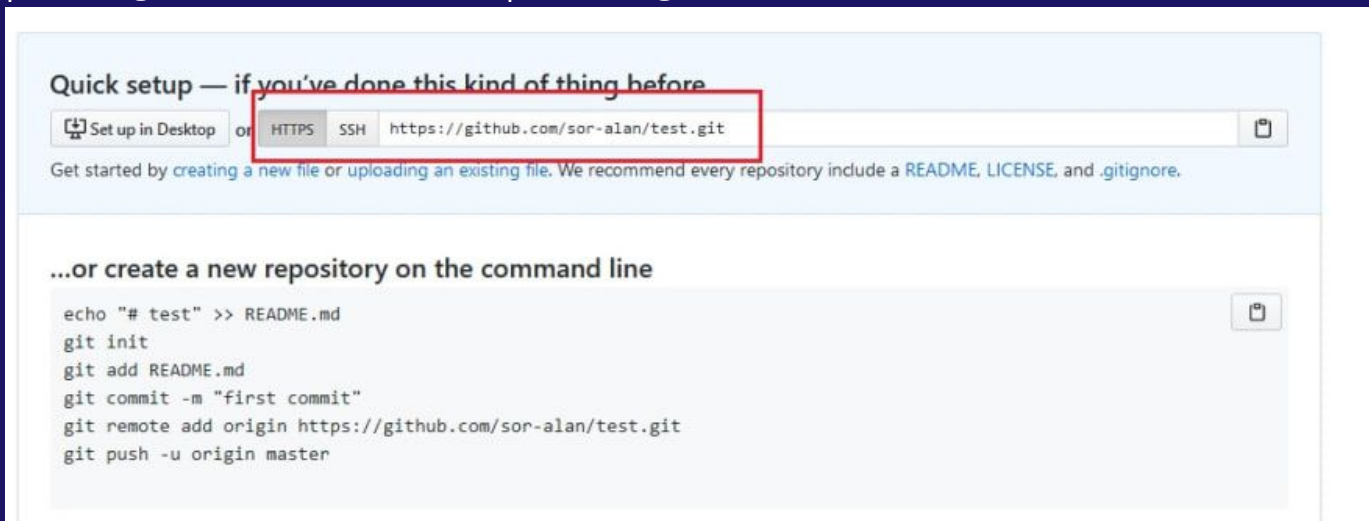 Quick setup — if you've done this kind of thing before
Set up in Desktop or HTTPS SSH https://github.com/sor-alan/test.git
Get started by creating a new file or uploading an existing file. We recommend every repository include a README, LICENSE, and .gitignore.
...or create a new repository on the command line
echo "# test" >> README.md
git init
git add README.md
git commit -m "first commit"
git remote add origin https://github.com/sor-alan/test.git
git push -u origin master